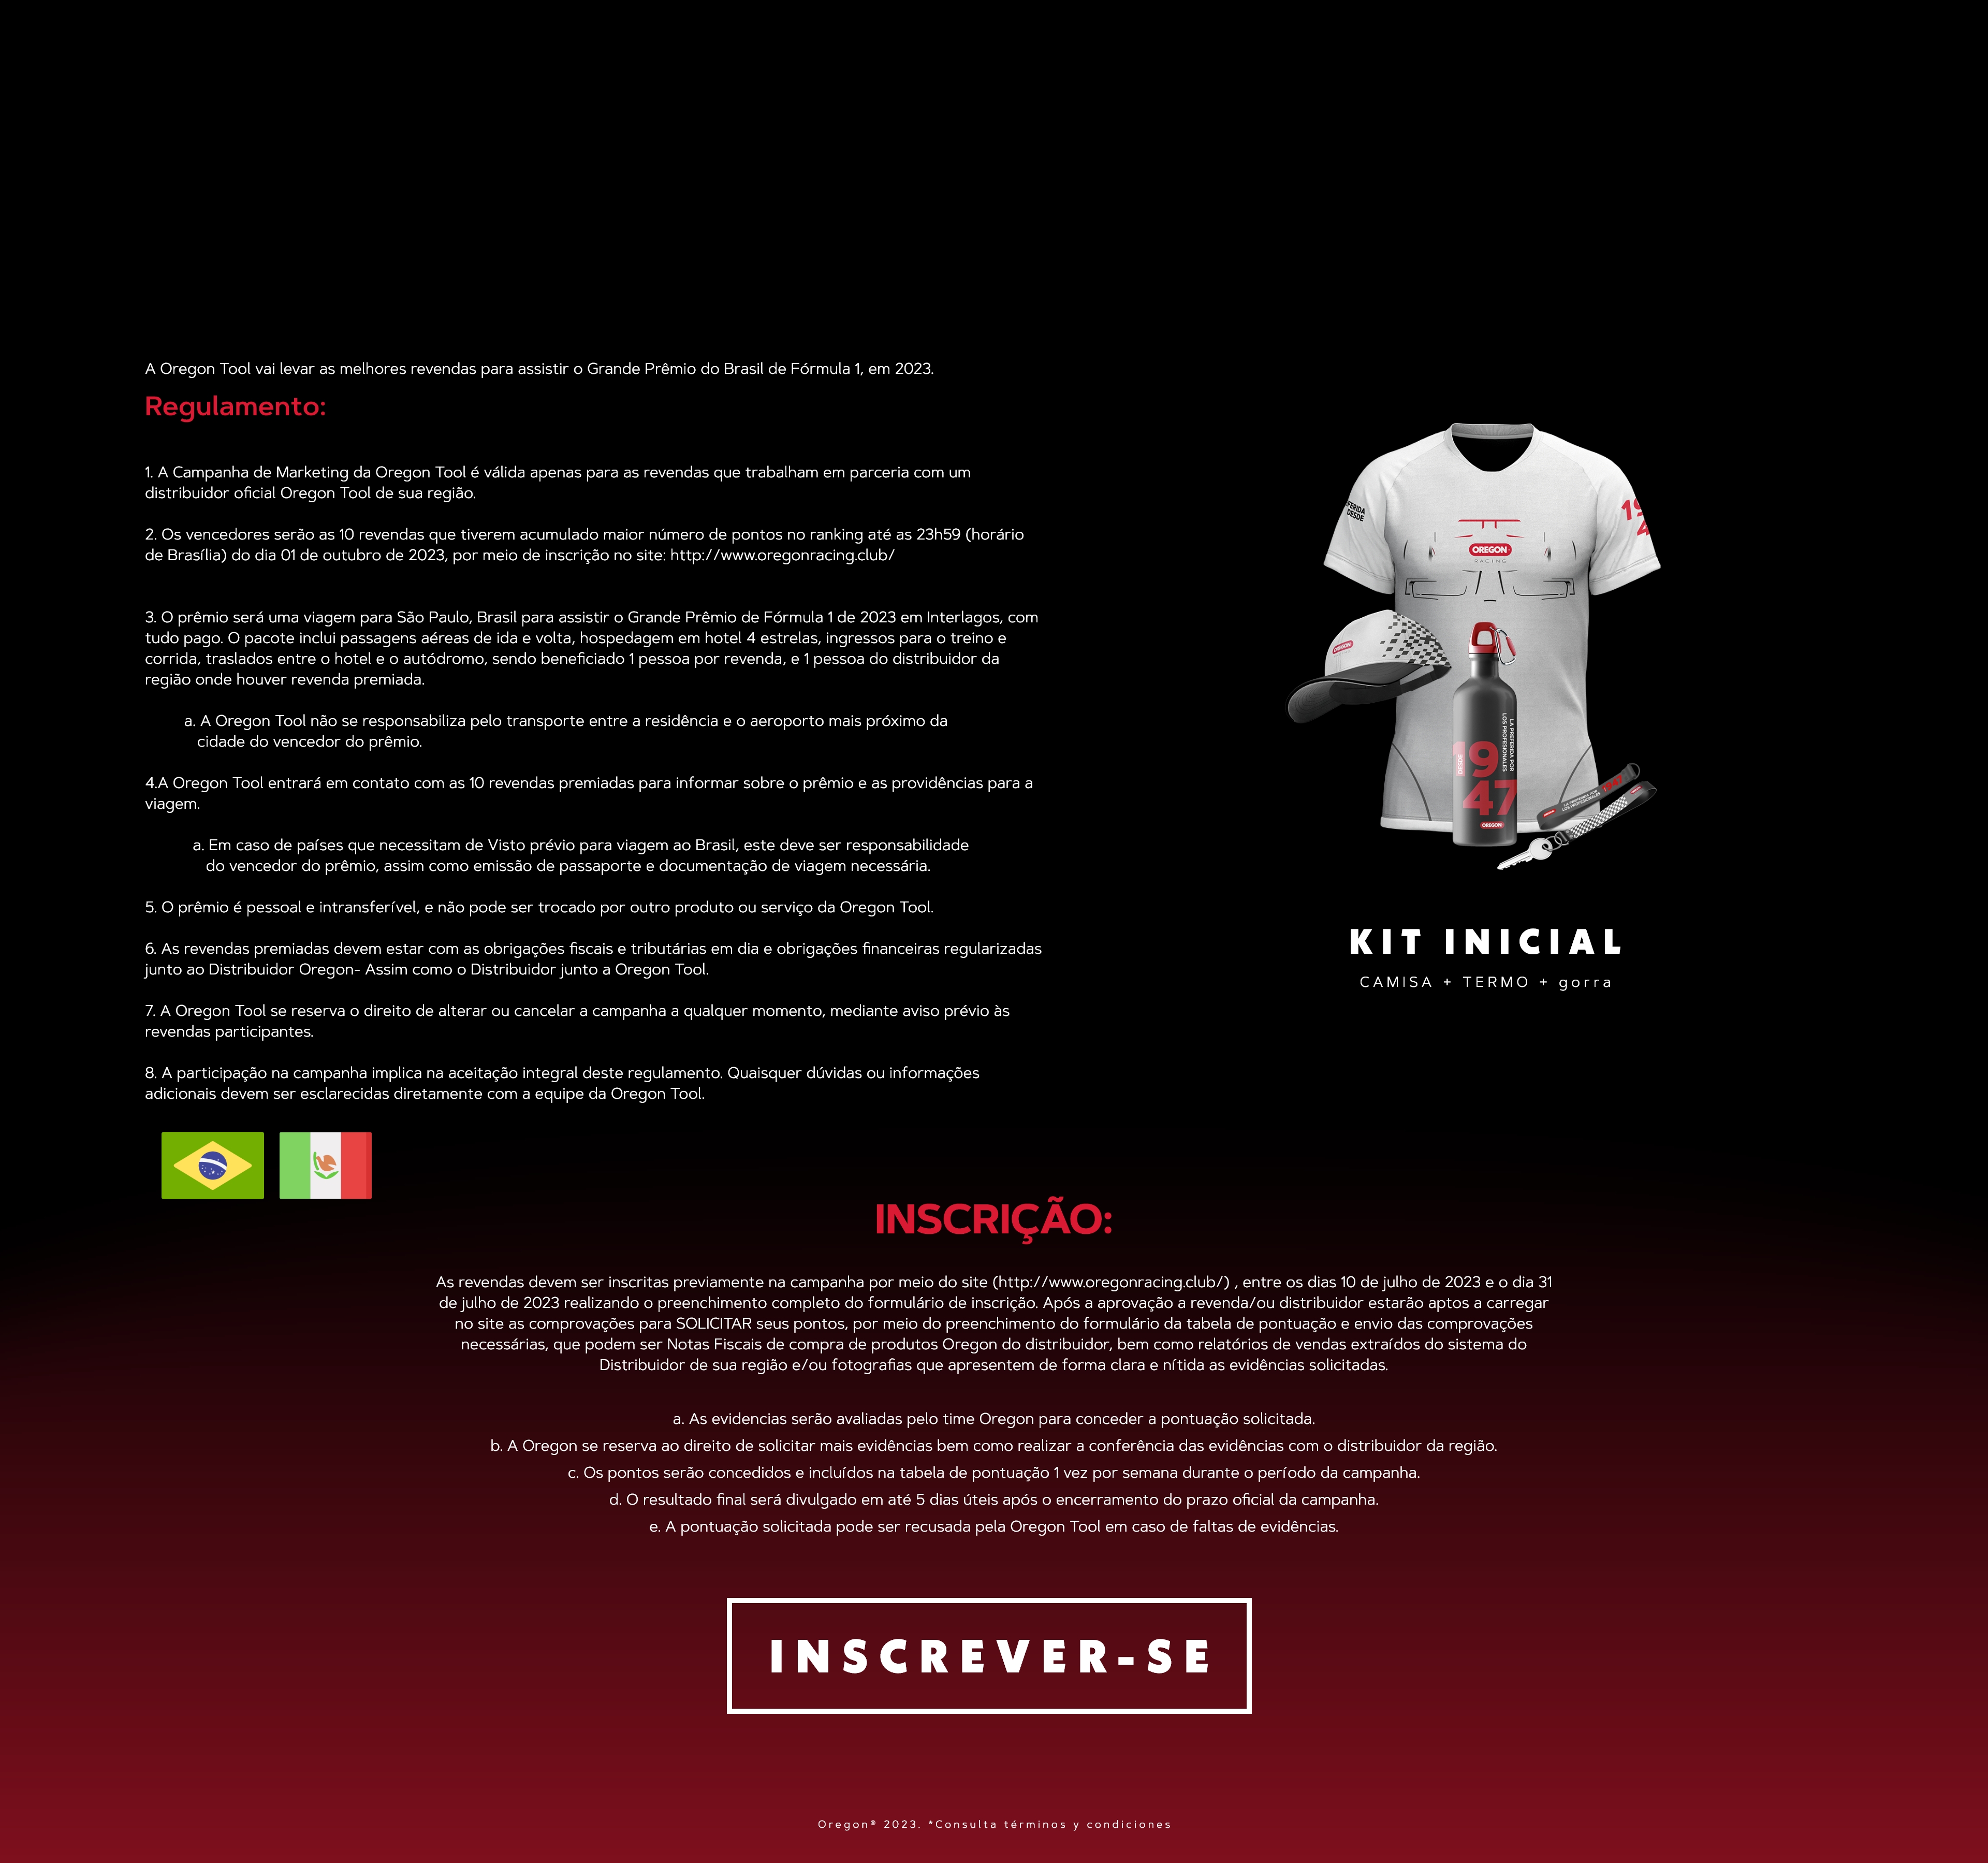 A Oregon Tool vai levar as melhores revendas para assistir o Grande Prêmio do Brasil de Fórmula 1, em 2023.
Regulamento:
1. A Campanha de Marketing da Oregon Tool é válida apenas para as revendas que trabalham em parceria com um
distribuidor oficial Oregon Tool de sua região.
2. Os vencedores serão as 10 revendas que tiverem acumulado maior número de pontos no ranking até as 23h59 (horário
de Brasília) do dia 01 de outubro de 2023, por meio de inscrição no site: http://www.oregonracing.club/
3. O prêmio será uma viagem para São Paulo, Brasil para assistir o Grande Prêmio de Fórmula 1 de 2023 em Interlagos, com
tudo pago. O pacote inclui passagens aéreas de ida e volta, hospedagem em hotel 4 estrelas, ingressos para o treino e
corrida, traslados entre o hotel e o autódromo, sendo beneficiado 1 pessoa por revenda, e 1 pessoa do distribuidor da
região onde houver revenda premiada.
a. A Oregon Tool não se responsabiliza pelo transporte entre a residência e o aeroporto mais próximo da
cidade do vencedor do prêmio.
4.A Oregon Tool entrará em contato com as 10 revendas premiadas para informar sobre o prêmio e as providências para a
viagem.
a. Em caso de países que necessitam de Visto prévio para viagem ao Brasil, este deve ser responsabilidade
do vencedor do prêmio, assim como emissão de passaporte e documentação de viagem necessária.
5. O prêmio é pessoal e intransferível, e não pode ser trocado por outro produto ou serviço da Oregon Tool.
6. As revendas premiadas devem estar com as obrigações fiscais e tributárias em dia e obrigações financeiras regularizadas
junto ao Distribuidor Oregon- Assim como o Distribuidor junto a Oregon Tool.
7. A Oregon Tool se reserva o direito de alterar ou cancelar a campanha a qualquer momento, mediante aviso prévio às
revendas participantes.
8. A participação na campanha implica na aceitação integral deste regulamento. Quaisquer dúvidas ou informações
adicionais devem ser esclarecidas diretamente com a equipe da Oregon Tool.
FERIDA
DESDE
19
4
OREGON
RACING
OREGON
LA PREFERIDA POR
LOS PROFESIONALES
19
47
OREGON
KIT INICIAL
CAMISA + TERMO + gorra
INSCRIÇÃO:
As revendas devem ser inscritas previamente na campanha por meio do site (http://www.oregonracing.club/) , entre os dias 10 de julho de 2023 e o dia 31
de julho de 2023 realizando o preenchimento completo do formulário de inscrição. Após a aprovação a revenda/ou distribuidor estarão aptos a carregar
no site as comprovações para SOLICITAR seus pontos, por meio do preenchimento do formulário da tabela de pontuação e envio das comprovações
necessárias, que podem ser Notas Fiscais de compra de produtos Oregon do distribuidor, bem como relatórios de vendas extraídos do sistema do
Distribuidor de sua região e/ou fotografias que apresentem de forma clara e nítida as evidências solicitadas.
a. As evidencias serão avaliadas pelo time Oregon para conceder a pontuação solicitada.
b. A Oregon se reserva ao direito de solicitar mais evidências bem como realizar a conferência das evidências com o distribuidor da região.
c. Os pontos serão concedidos e incluídos na tabela de pontuação 1 vez por semana durante o período da campanha.
d. O resultado final será divulgado em até 5 dias úteis após o encerramento do prazo oficial da campanha.
e. A pontuação solicitada pode ser recusada pela Oregon Tool em caso de faltas de evidências.
INSCREVER-SE
Oregon® 2023. *Consulta términos y condiciones